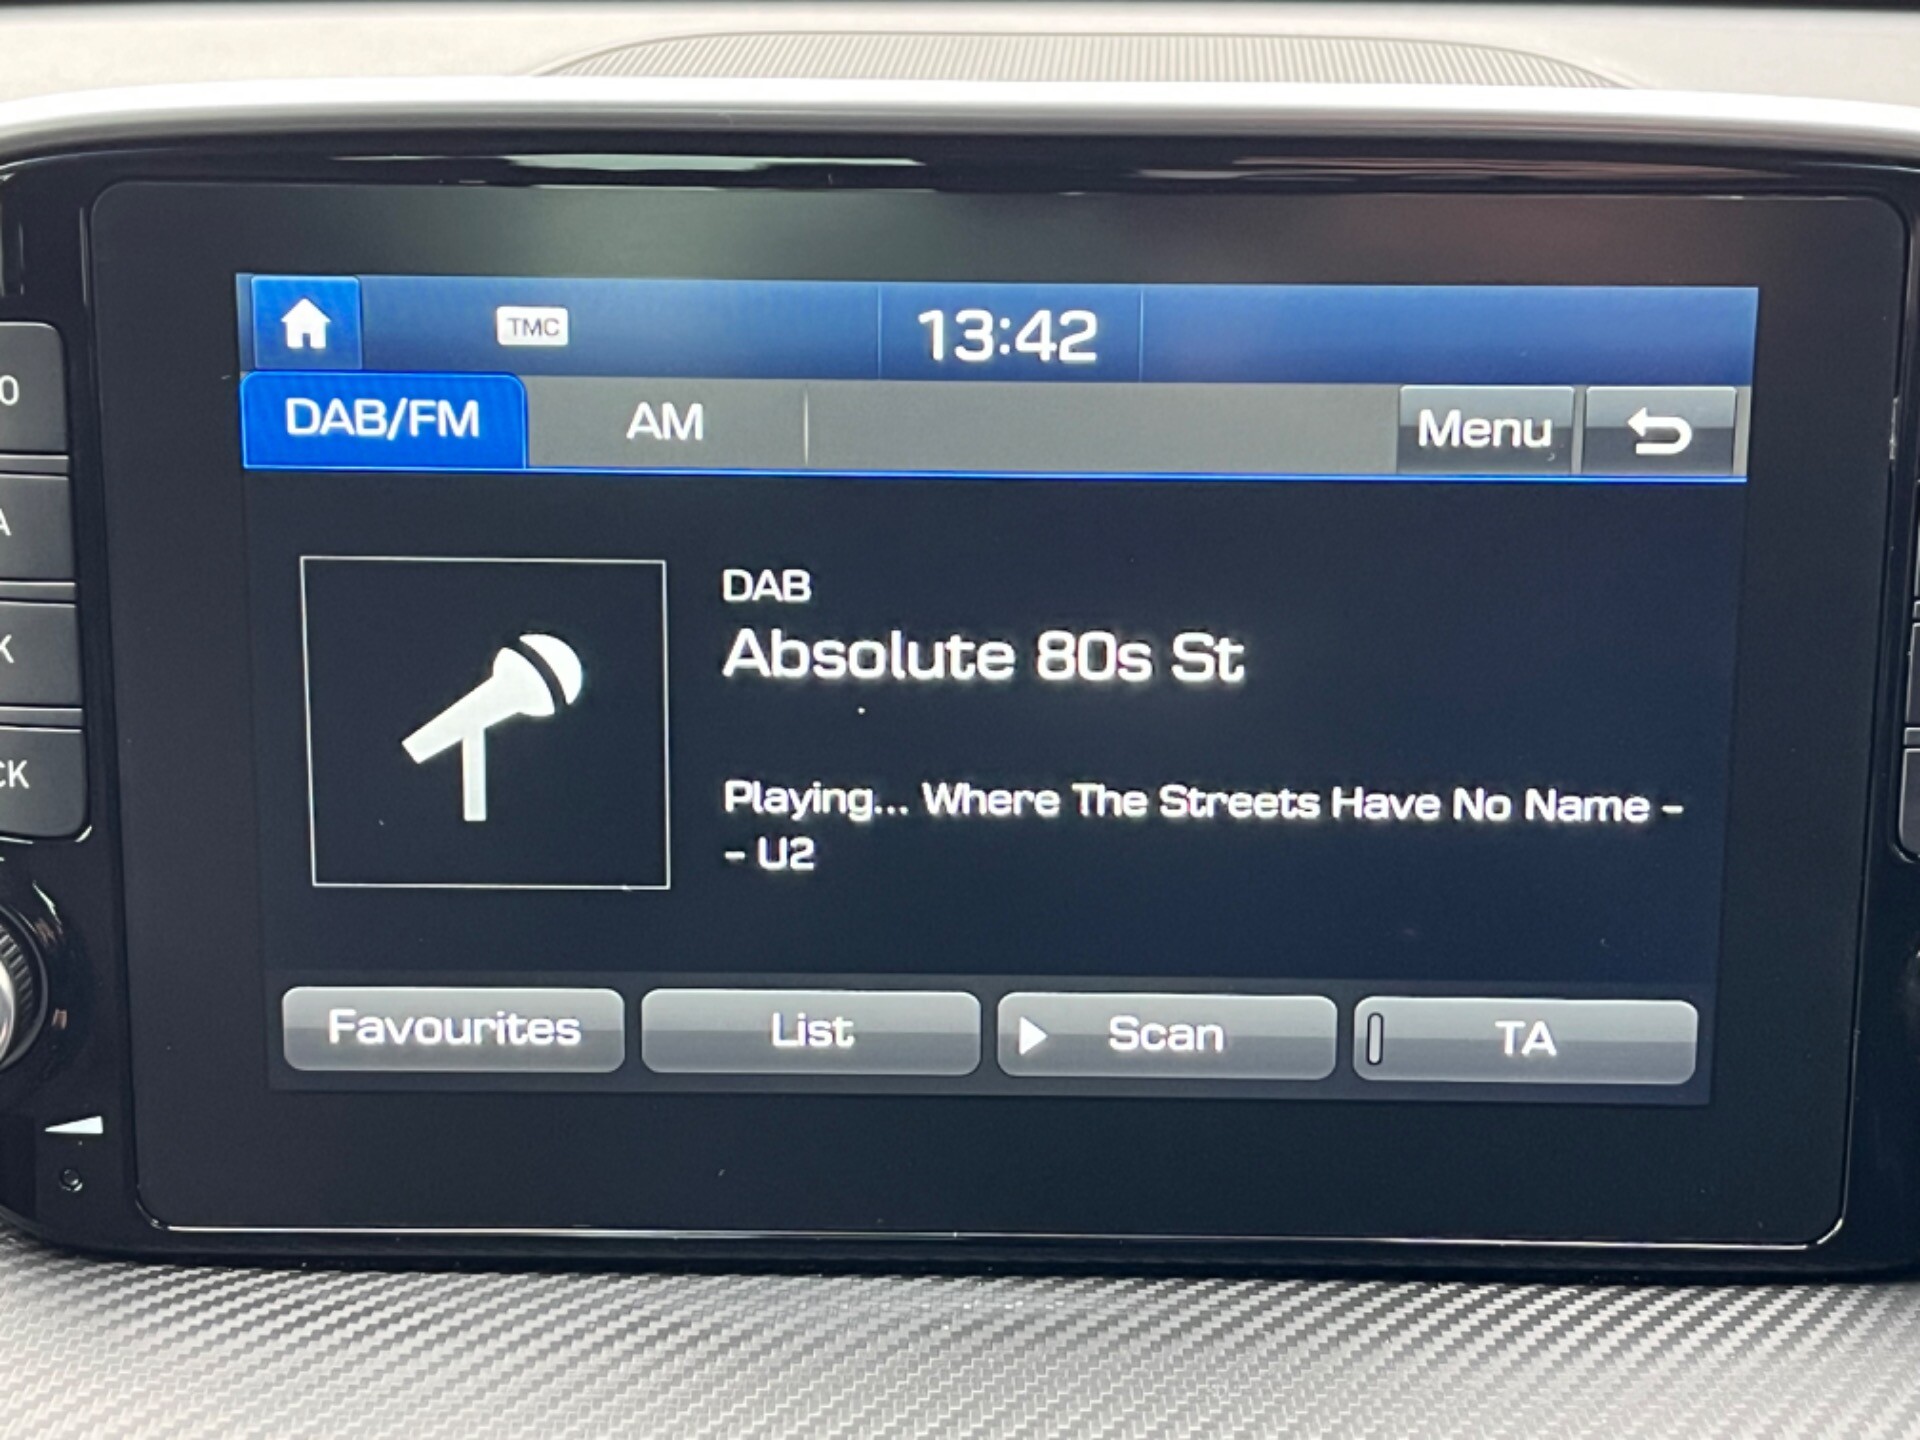 TMC
13:42
DAB/FM
AM
Menu
DAB
Absolute 80s St
Playing... Where The Streets Have No Name -
- U2
Favourites
List
Scan
TA